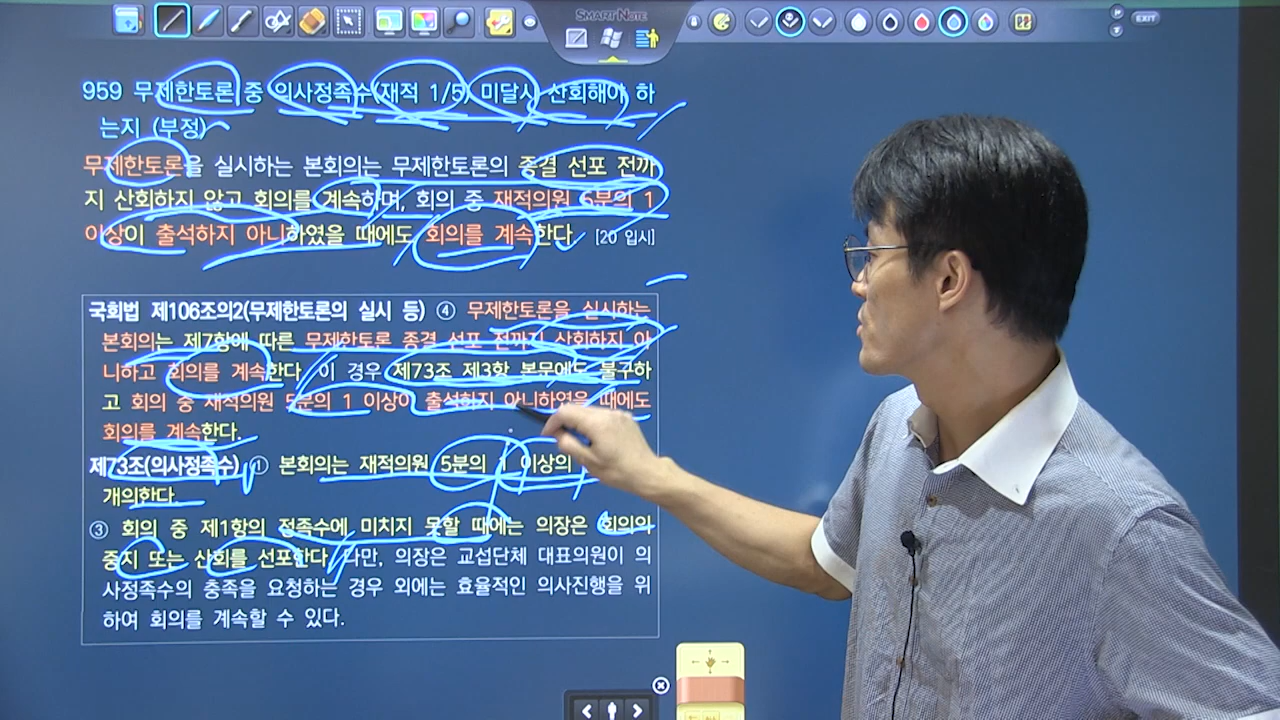 SMARTNOTE
EXIT
959 무제한토론 중 의사정족수(재적 1/5) 미달시 산회해야 하
는지 (부정)
무제한토론을 실시하는 본회의는 무제한토론의 종결 선포 전까
지 산회하지 않고 회의를 계속하며, 회의 중 재적의원 5분의 1
이상이 출석하지 아니하였을 때에도 회의를 계속한다. [20 입시]
국회법 제106조의2(무제한토론의 실시 등) ④ 무제한토론을 실시하는
본회의는 제7항에 따른 무제한토론 종결 선포 전까지 산회하지 아
니하고 회의를 계속한다. 이 경우 제73조 제3항 본문에도 불구하
고 회의 중 재적의원 5분의 1 이상이 출석하지 아니하였을 때에도
회의를 계속한다.
제73조(의사정족수) ① 본회의는 재적의원 5분의 1 이상의
개의한다.
③ 회의 중 제1항의 정족수에 미치지 못할 때에는 의장은 회의의
중지 또는 산회를 선포한다. 다만, 의장은 교섭단체 대표의원이 의
사정족수의 충족을 요청하는 경우 외에는 효율적인 의사진행을 위
하여 회의를 계속할 수 있다.